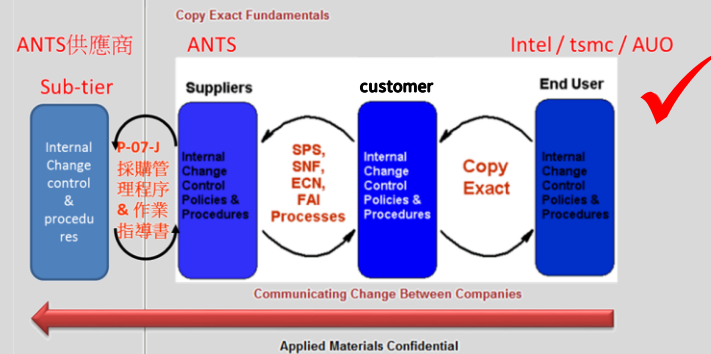 Copy Exact Fundamentals
ANTS供應商
ANTS
Intel / tsmc / AUO
Sub-tier
Suppliers
customer
End User
Internal
Change
control
&
procedu
res
P-07-J
採購管
理程序
& 作業
指導書
Internal
Change
Control
Policies &
Procedures
SPS,
SNF,
ECN,
FAI
Processes
Internal
Change
Control
Policies &
Procedures
Copy
Exact
Internal
Change
Control
Policies &
Procedures
Communicating Change Between Companies
Applied Materials Confidential